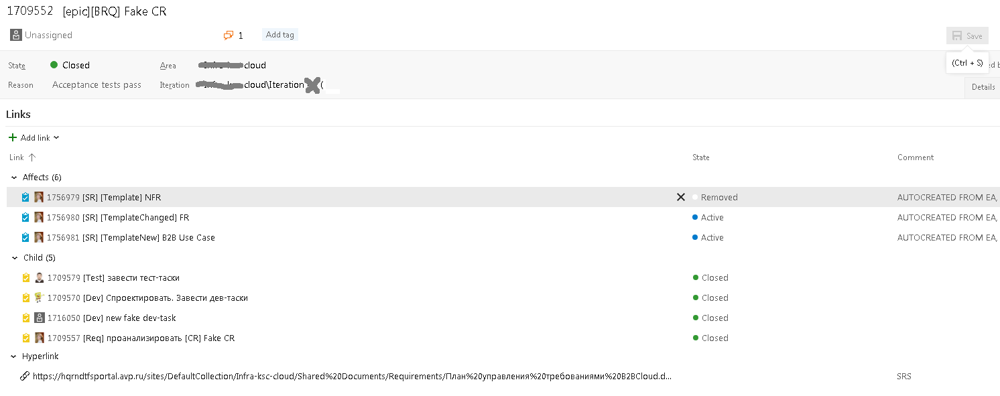 1709552 [epic][BRQ] Fake CR
Unassigned 1 Add tag Save
(Ctrl + S)
State Closed Area cloud
Reason Acceptance tests pass Iteration cloud\Iteration (
Details
Links
Add link
Link State Comment
Affects (6)
1756979 [SR] [Template] NFR Removed AUTOCREATED FROM EA,
1756980 [SR] [TemplateChanged] FR Active AUTOCREATED FROM EA,
1756981 [SR] [TemplateNew] B2B Use Case Active AUTOCREATED FROM EA,
Child (5)
1709579 [Test] завести тест-таски Closed
1709570 [Dev] Спроектировать. Завести дев-таски Closed
1716050 [Dev] new fake dev-task Closed
1709557 [Req] проанализировать [CR] Fake CR Closed
Hyperlink
https://hqrndtfsportal.avp.ru/sites/DefaultCollection/Infra-ksc-cloud/Shared%20Documents/Requirements/План%20управления%20требованиями%20B2BCloud.d... SRS